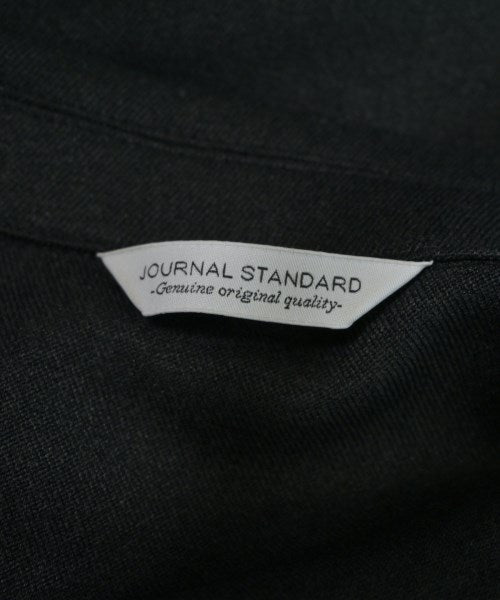 JOURNAL STANDARD
-Genuine original quality-